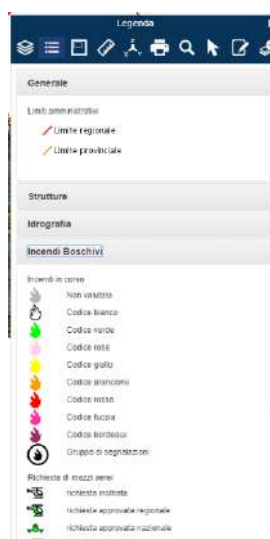 Legenda
Generale
Limiti amministrativi
Limite regionale
Limite provinciale
Strutture
Idrografia
Incendi Boschivi
Incendi in corso
Non valutato
Codice bianco
Codice verde
Codice rosa
Codice giallo
Codice arancione
Codice rosso
Codice fucsia
Codice bordeaux
Gruppo di segnalazioni
Richieste di mezzi aerei
richiesta inoltrata
richiesta approvata regionale
richiesta approvata nazionale